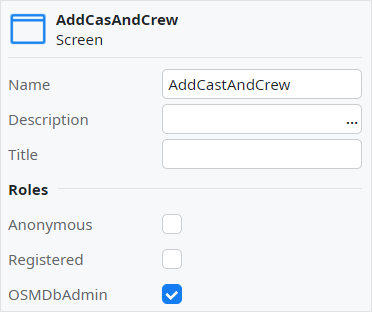 AddCasAndCrew
Screen
Name AddCastAndCrew
Description ...
Title
Roles
Anonymous
Registered
OSMDbAdmin